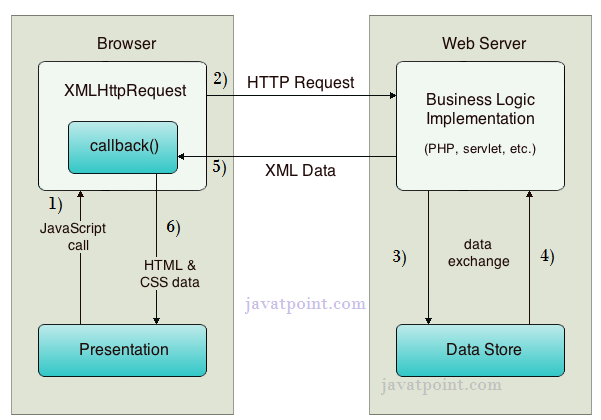 Browser
Web Server
XMLHttpRequest
2)
HTTP Request
Business Logic
Implementation
(PHP, servlet, etc.)
callback()
5)
XML Data
1)
JavaScript
call
6)
HTML &
CSS data
3)
data
exchange
4)
javatpoint.com
Presentation
Data Store
javatpoint.com